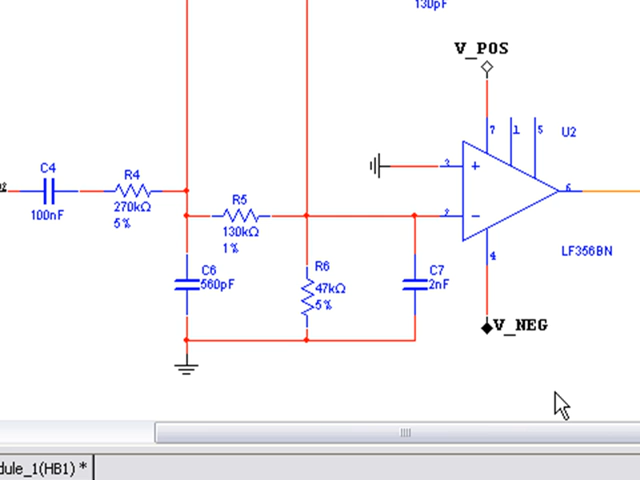 130pF
V_POS
7
1
5
U2
C4
R4
3
+
100nF
270kΩ
5%
R5
2
−
6
130kΩ
1%
LF356BN
4
C6
560pF
R6
47kΩ
5%
C7
2nF
V_NEG
dule_1(HB1) *